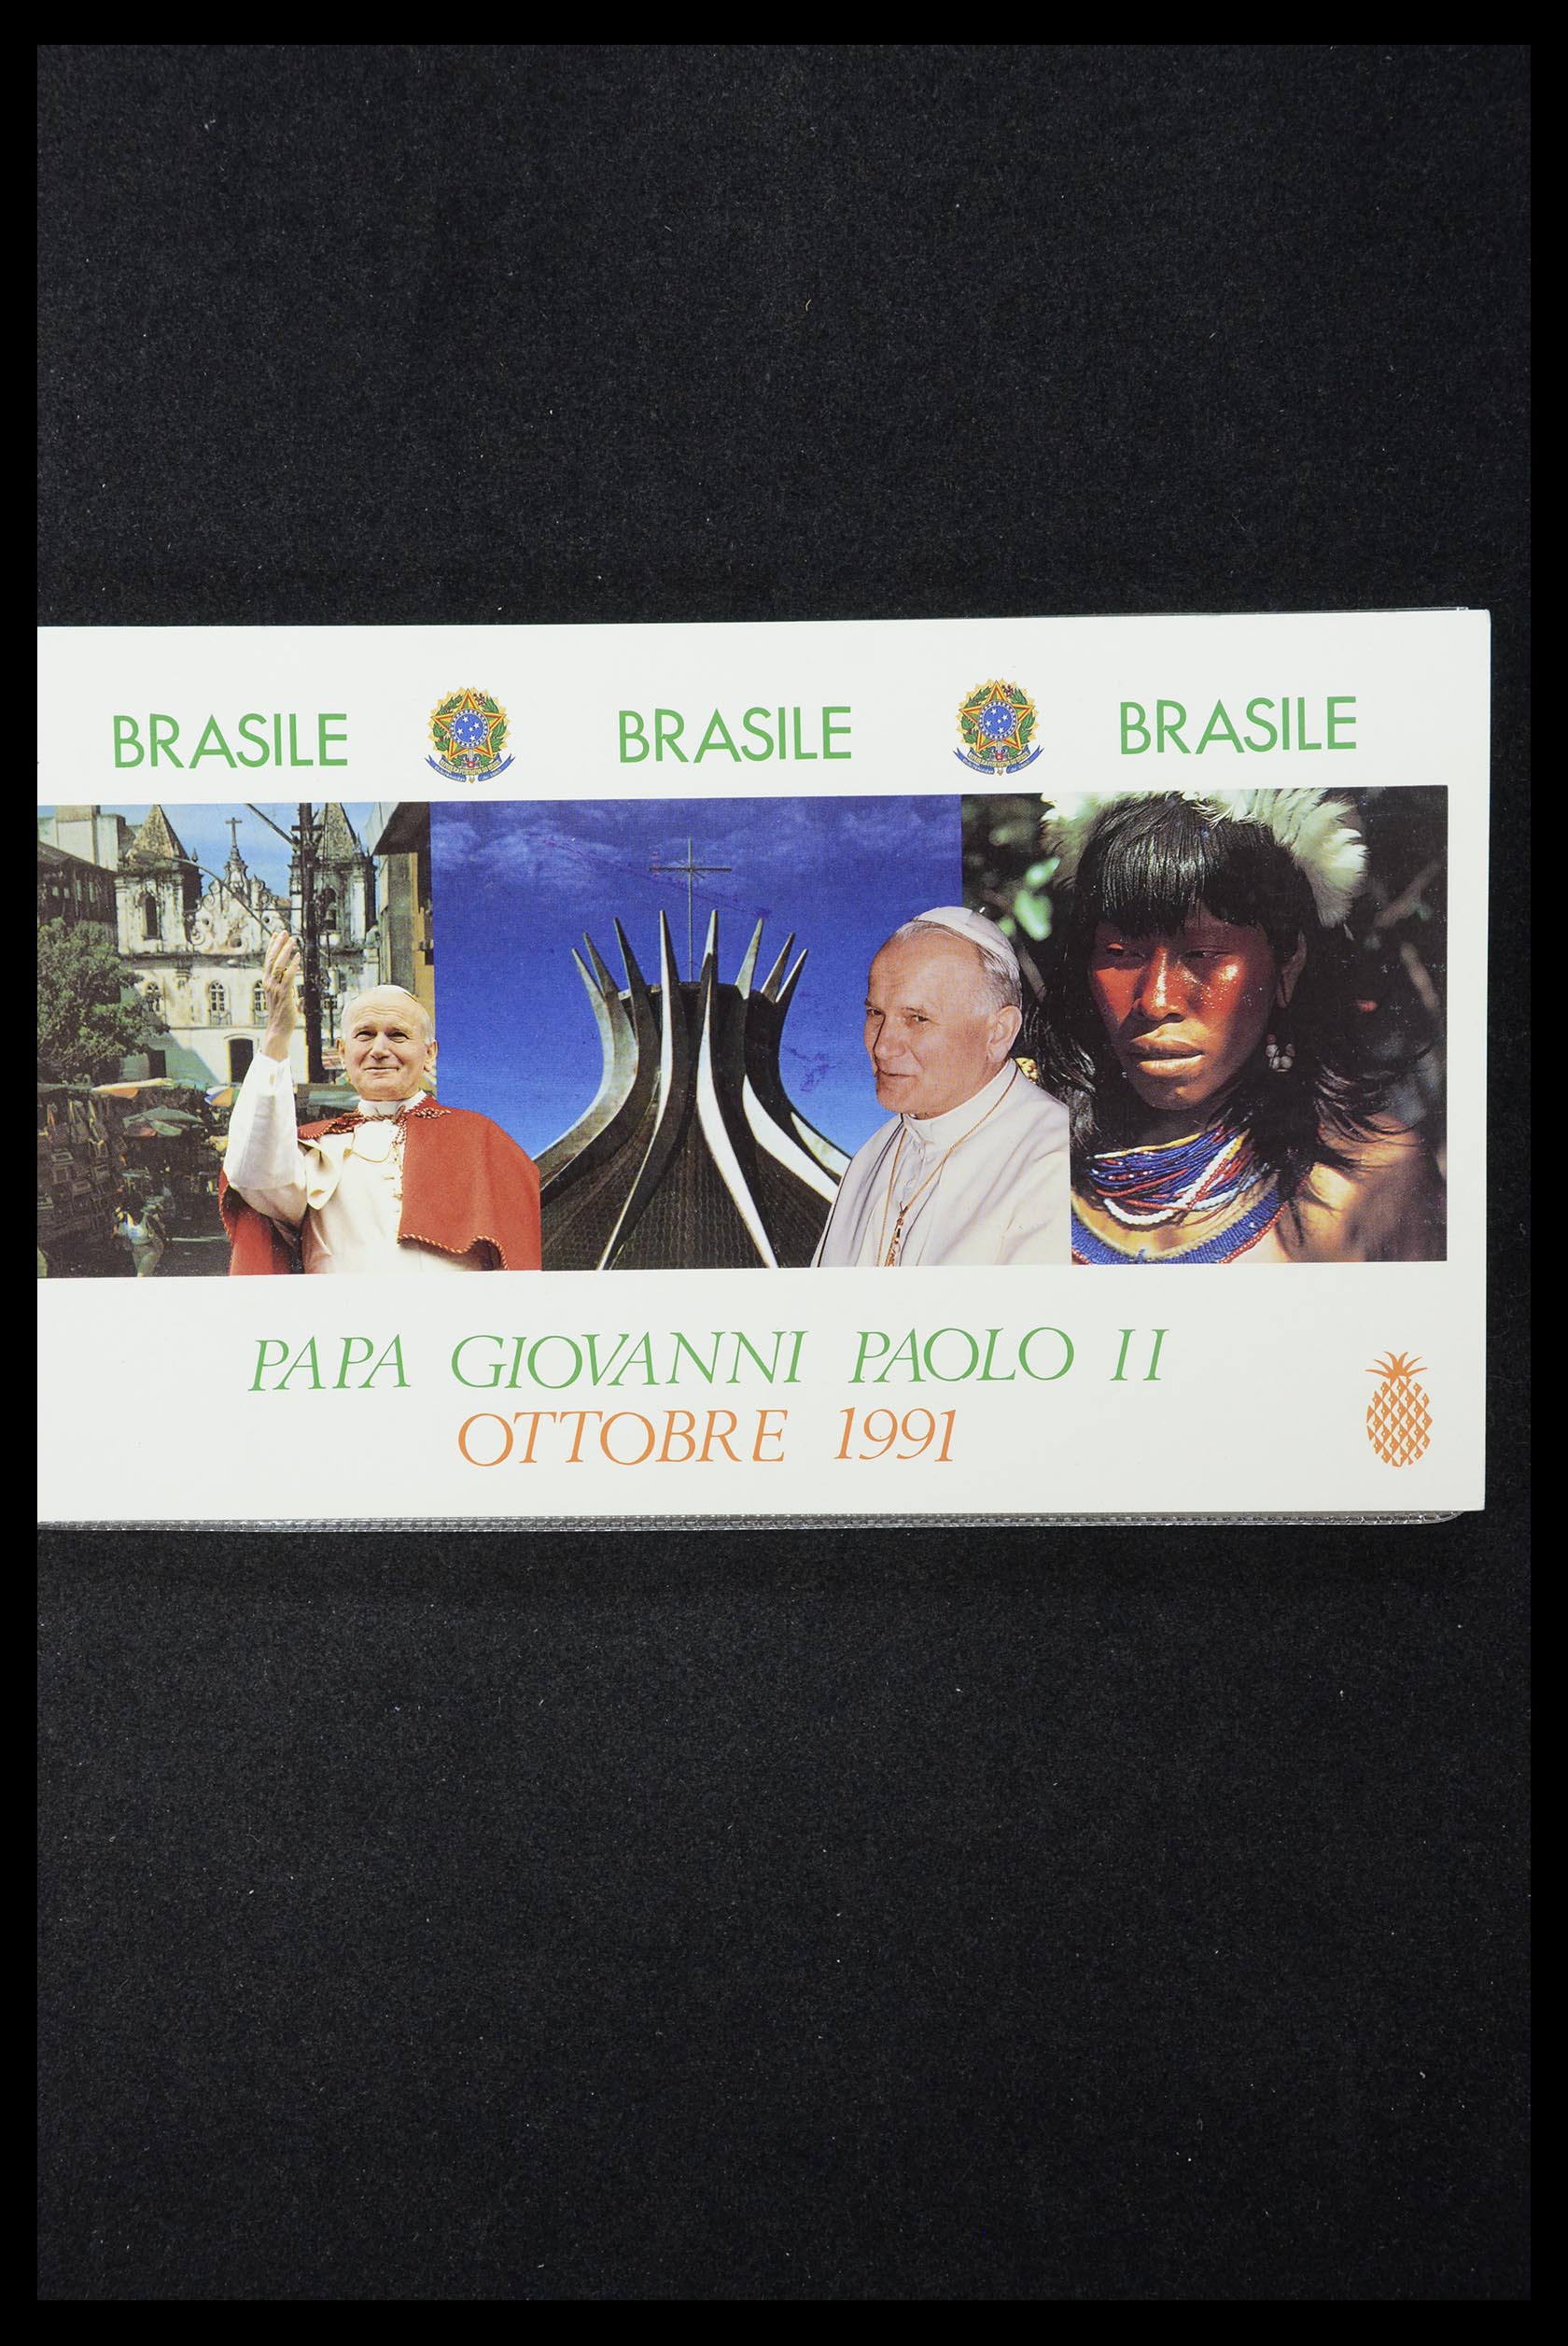 BRASILE BRASILE BRASILE
PAPA GIOVANNI PAOLO II
OTTOBRE 1991